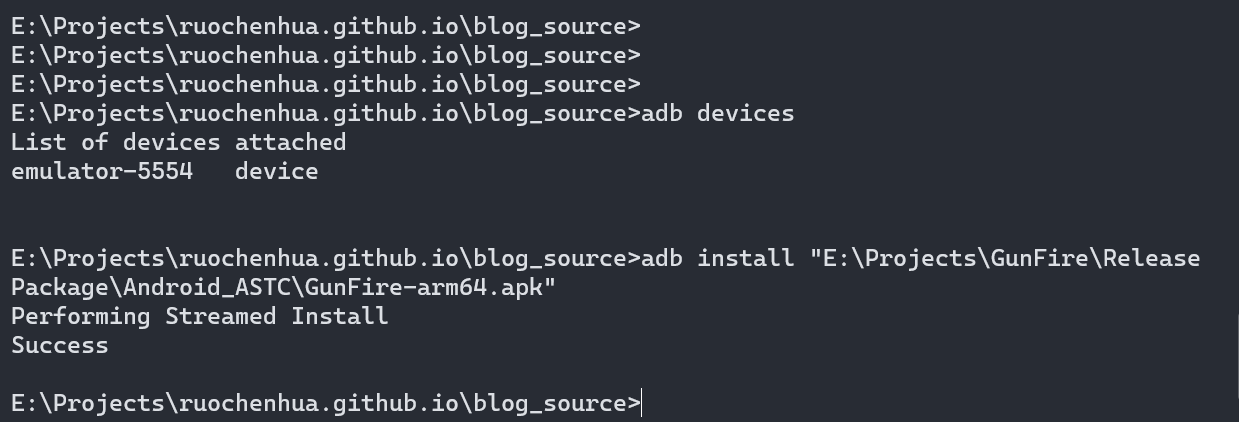 E:\Projects\ruochenhua.github.io\blog_source>
E:\Projects\ruochenhua.github.io\blog_source>
E:\Projects\ruochenhua.github.io\blog_source>
E:\Projects\ruochenhua.github.io\blog_source>adb devices
List of devices attached
emulator-5554   device
E:\Projects\ruochenhua.github.io\blog_source>adb install "E:\Projects\GunFire\Release
Package\Android_ASTC\GunFire-arm64.apk"
Performing Streamed Install
Success
E:\Projects\ruochenhua.github.io\blog_source>